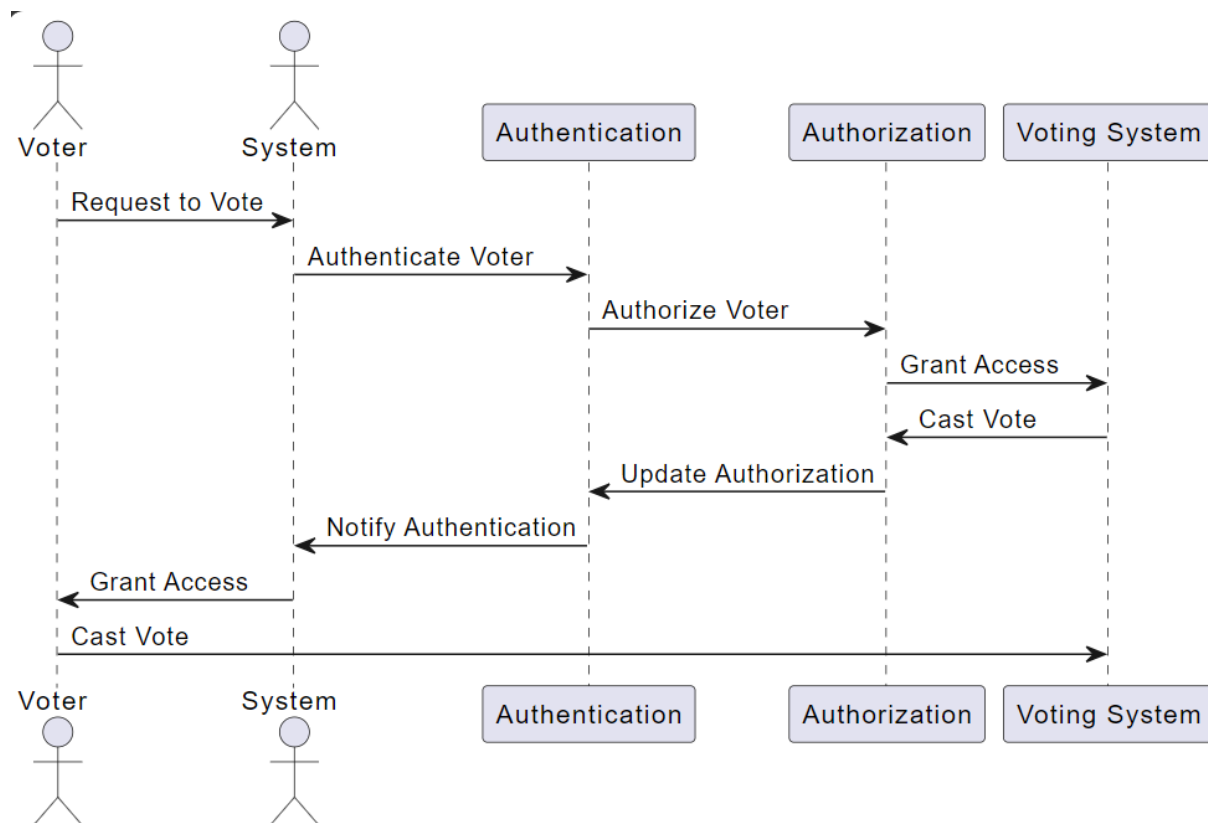 Voter
System
Authentication
Authorization
Voting System
Request to Vote
Authenticate Voter
Authorize Voter
Grant Access
Cast Vote
Update Authorization
Notify Authentication
Grant Access
Cast Vote
Voter
System
Authentication
Authorization
Voting System